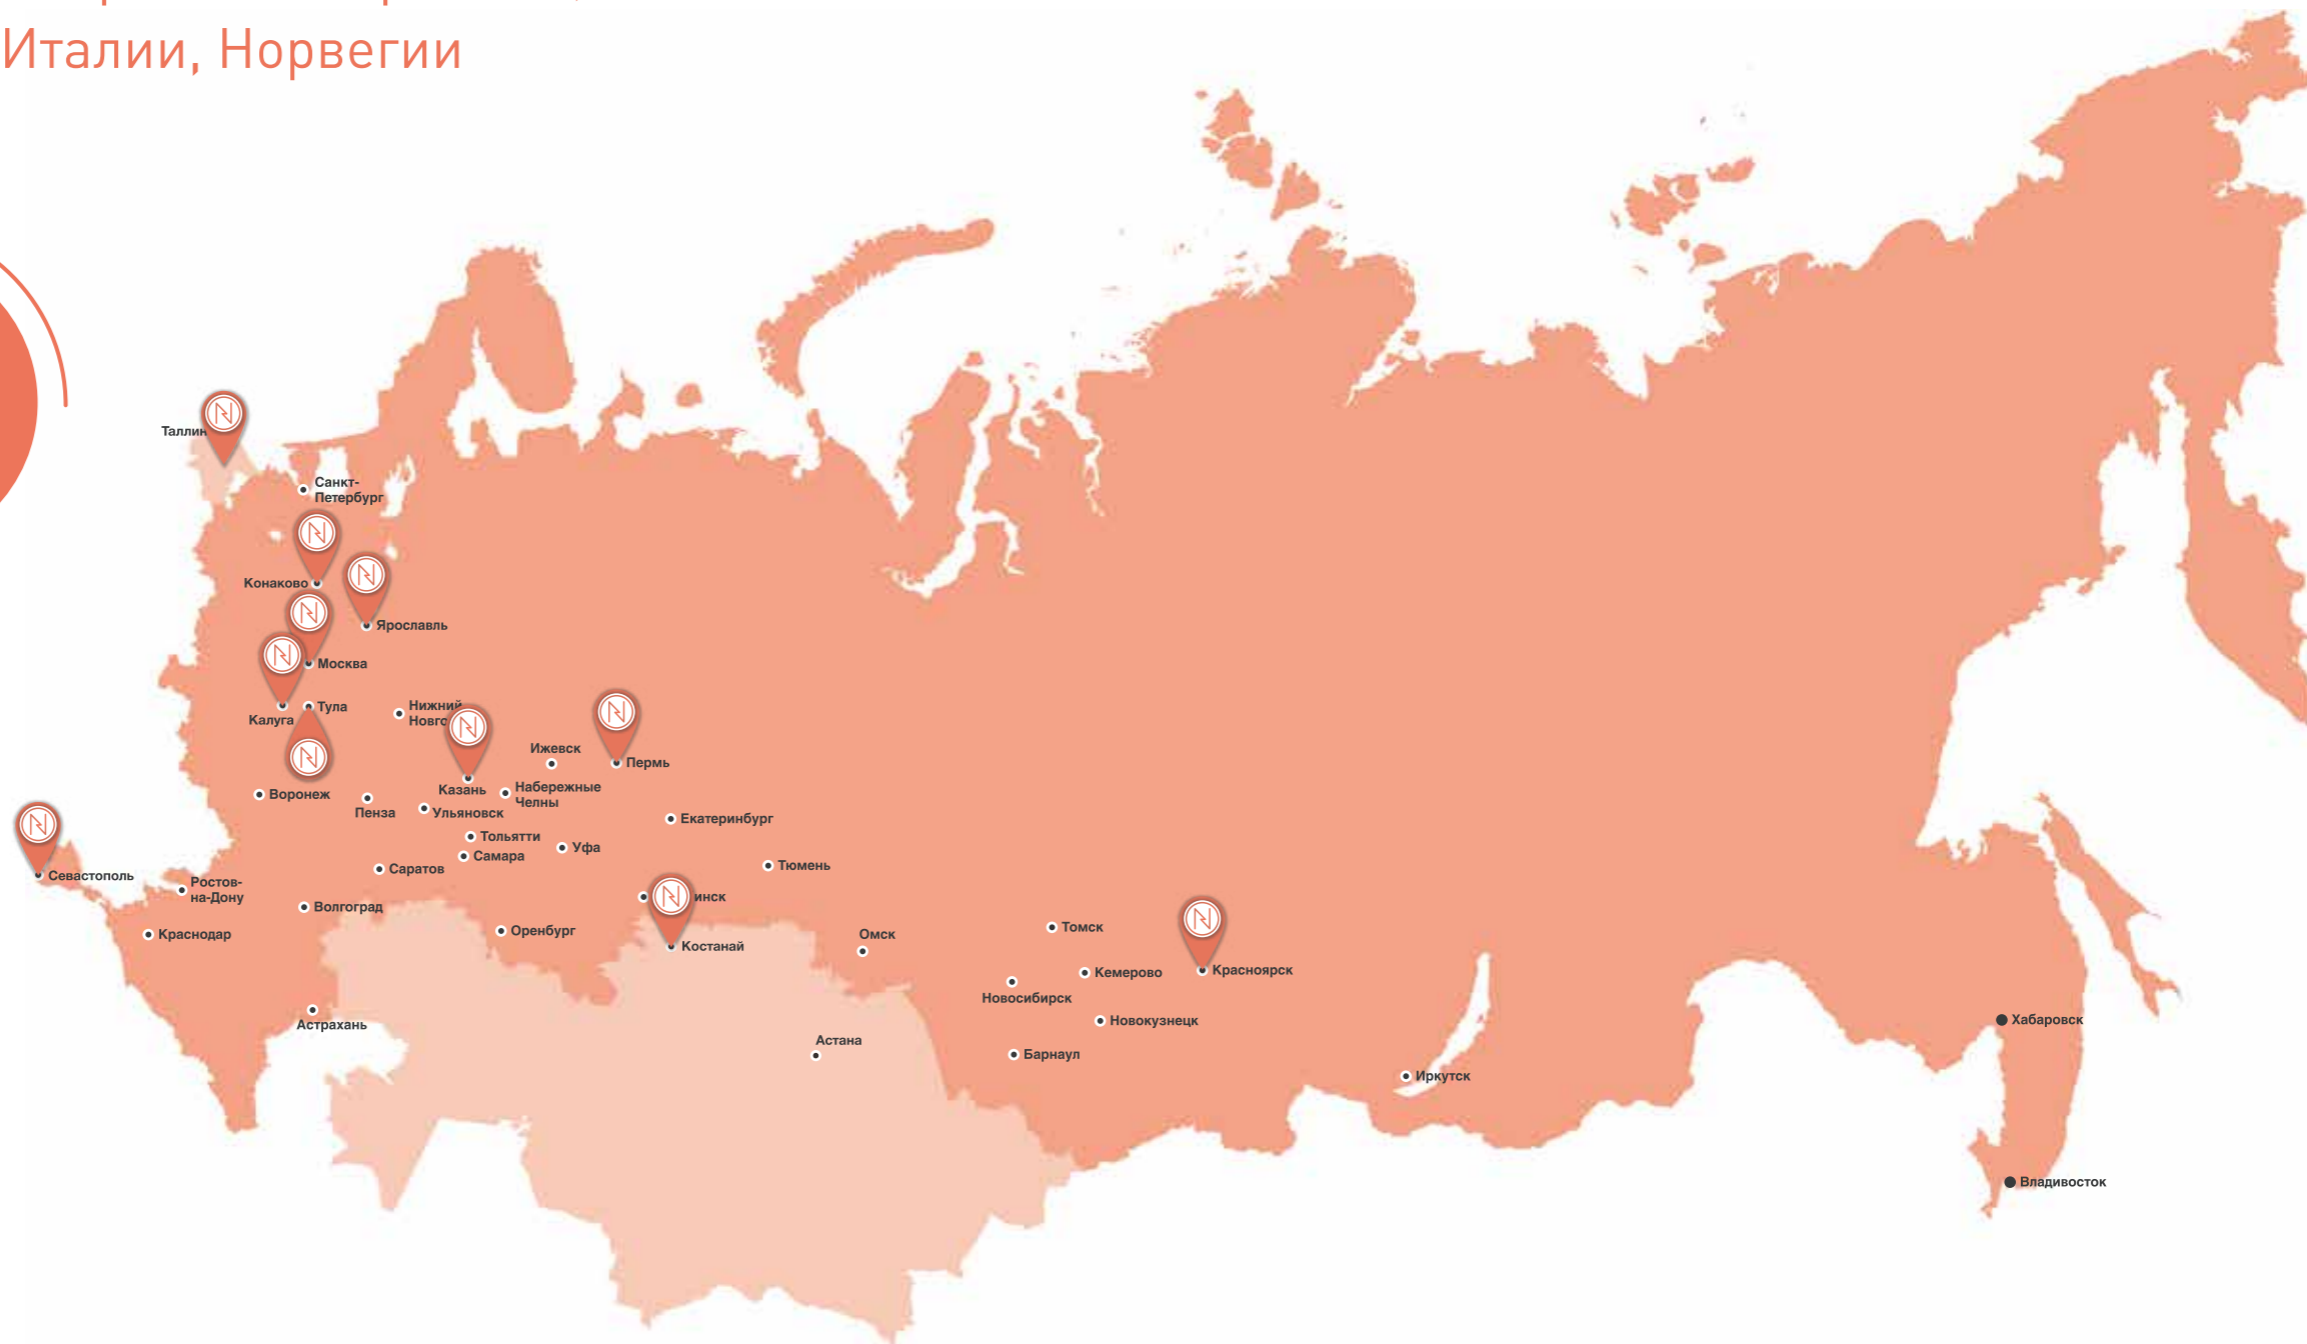 Италии, Норвегии
Таллин
Санкт-
Петербург
Конаково
Ярославль
Москва
Калуга
Тула
Нижний
Новго
Ижевск
Пермь
Казань
Набережные
Челны
Воронеж
Пенза
Ульяновск
Екатеринбург
Тольятти
Самара
Уфа
Тюмень
Севастополь
Саратов
Ростов-
на-Дону
инск
Волгоград
Краснодар
Оренбург
Костанай
Омск
Томск
Кемерово
Красноярск
Новосибирск
Новокузнецк
Астрахань
Астана
Барнаул
Иркутск
Хабаровск
Владивосток